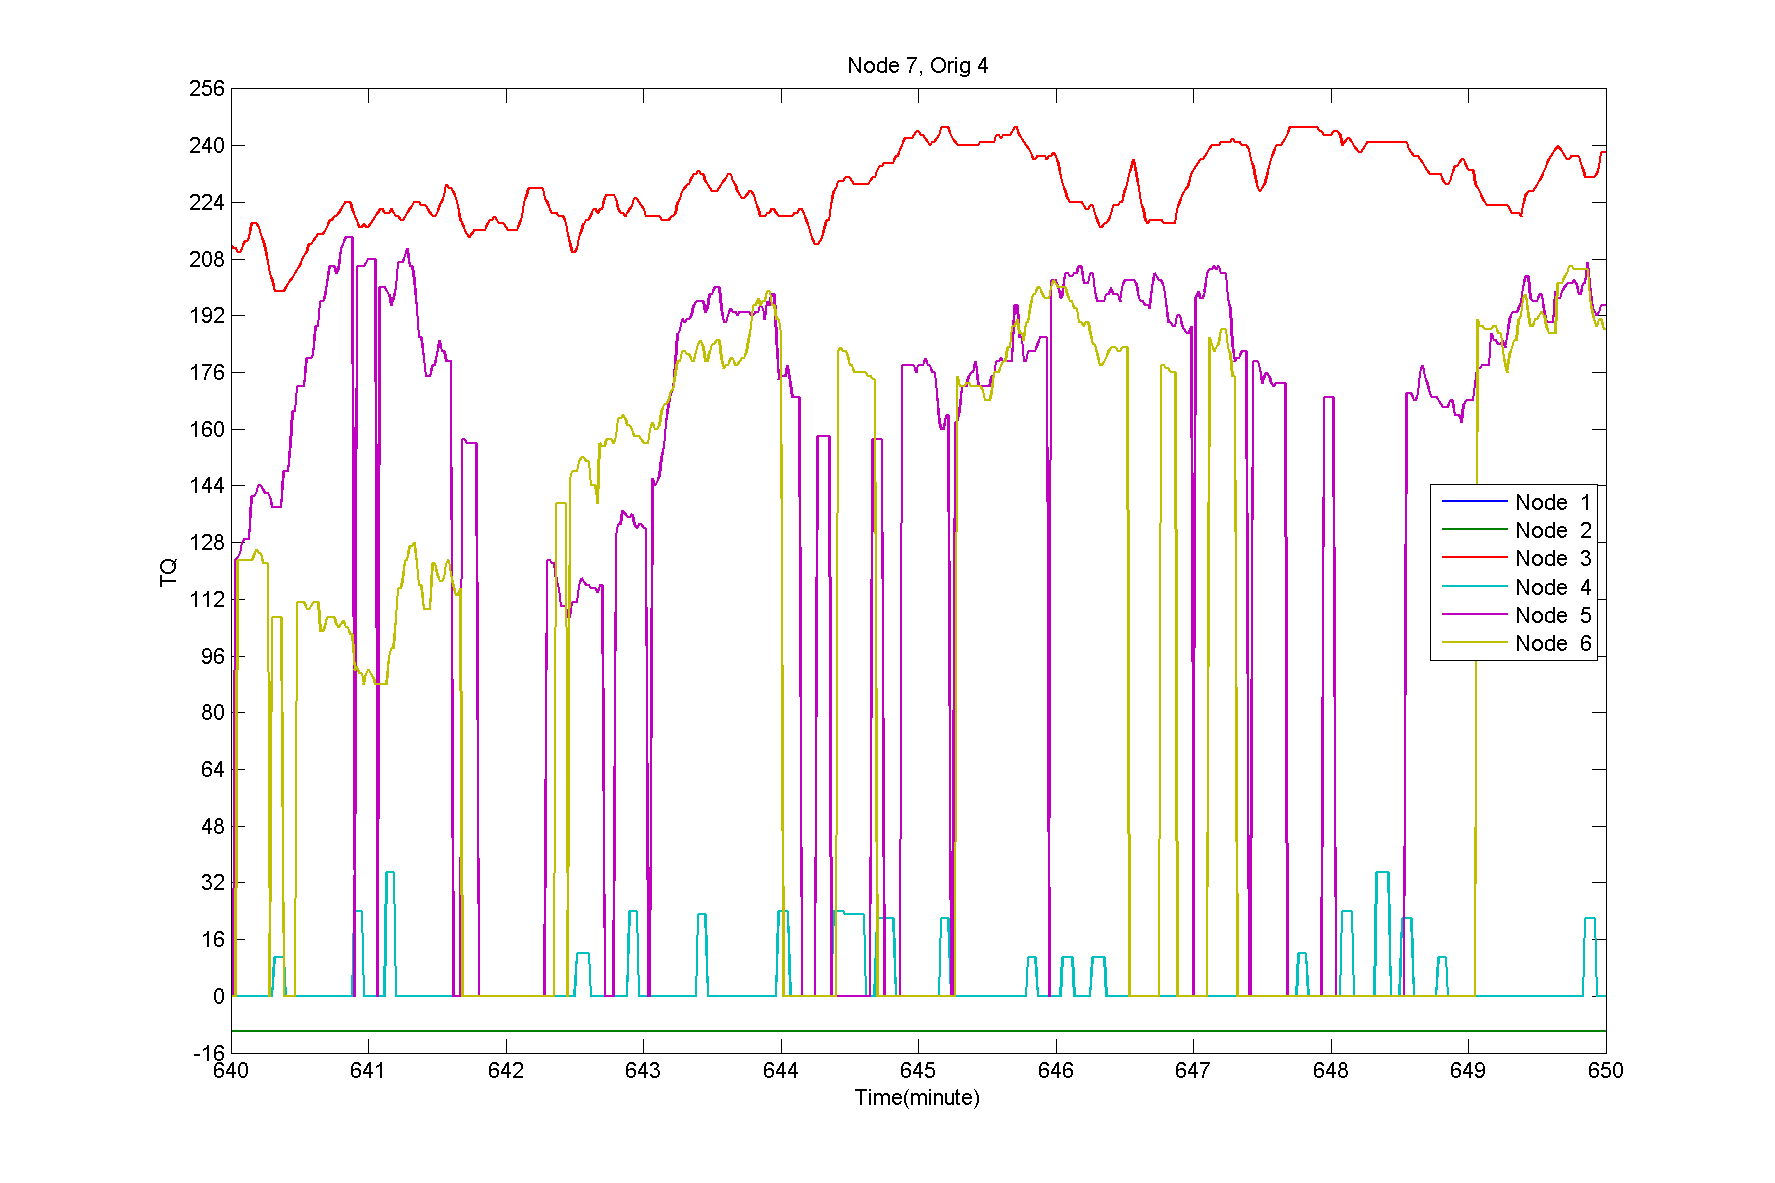 Node 7, Orig 4
256
240
224
208
192
176
160
144
128
112
96
80
64
48
32
16
0
-16
TQ
Node 1
Node 2
Node 3
Node 4
Node 5
Node 6
640 641 642 643 644 645 646 647 648 649 650
Time(minute)